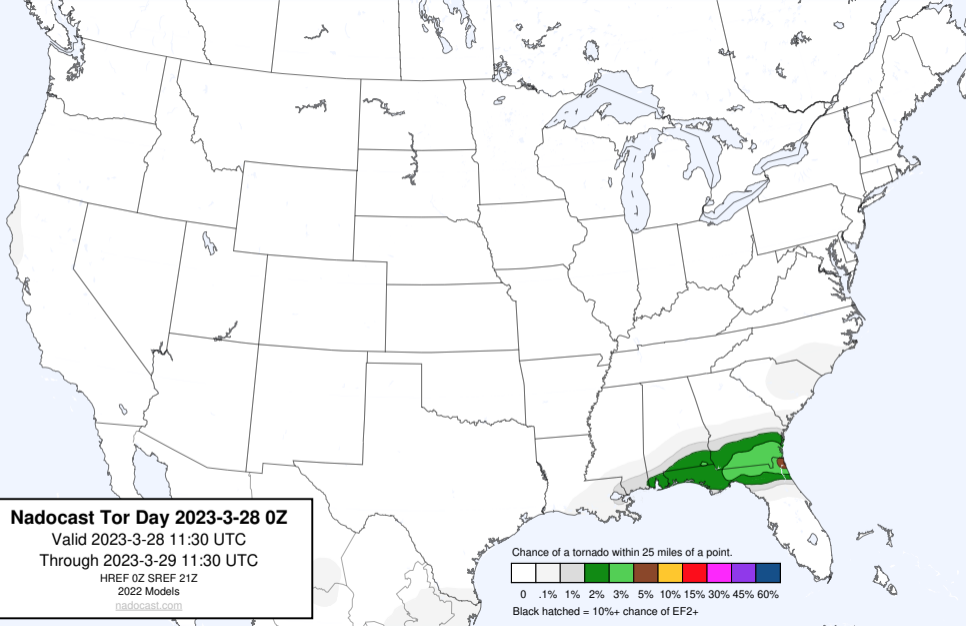 Nadocast Tor Day 2023-3-28 0Z
Valid 2023-3-28 11:30 UTC
Through 2023-3-29 11:30 UTC
HREF 0Z SREF 21Z
2022 Models
nadocast.com
Chance of a tornado within 25 miles of a point.
0 .1% 1% 2% 3% 5% 10% 15% 30% 45% 60%
Black hatched = 10%+ chance of EF2+